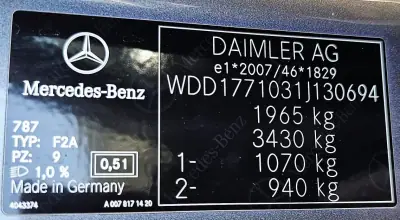 DAIMLER AG
e1*2007/46*1829
WDD1771031J130694
Mercedes-Benz
1965 kg
3430 kg
1- 1070 kg
2- 940 kg
787
TYP: F2A
PZ: 9
1,0 % 0,51
Made in Germany
4043374 A 007 817 14 20